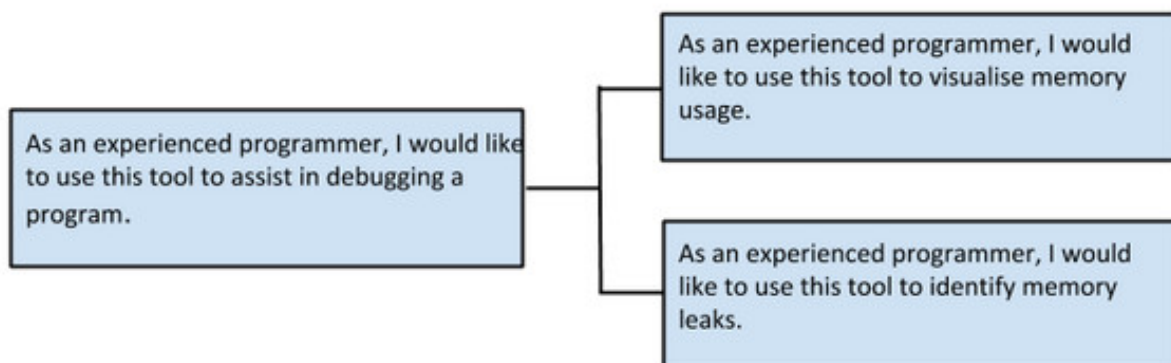 As an experienced programmer, I would like
to use this tool to assist in debugging a
program.
As an experienced programmer, I would
like to use this tool to visualise memory
usage.
As an experienced programmer, I would
like to use this tool to identify memory
leaks.